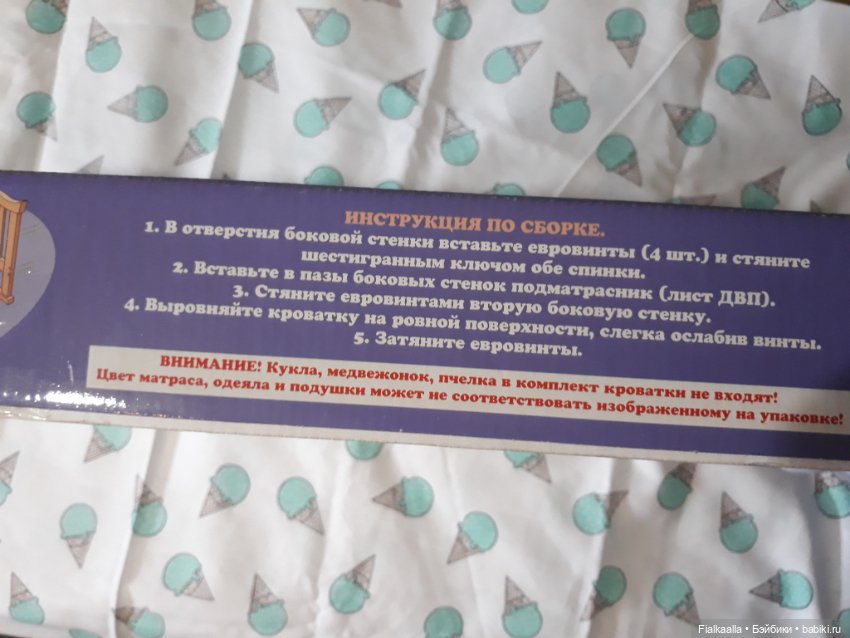 ИНСТРУКЦИЯ ПО СБОРКЕ.
1. В отверстия боковой стенки вставьте евровинты (4 шт.) и стяните
шестигранным ключом обе спинки.
2. Вставьте в пазы боковых стенок подматрасник (лист ДВП).
3. Стяните евровинтами вторую боковую стенку.
4. Выровняйте кроватку на ровной поверхности, слегка ослабив винты.
5. Затяните евровинты.
ВНИМАНИЕ! Кукла, медвежонок, пчелка в комплект кроватки не входят!
Цвет матраса, одеяла и подушки может не соответствовать изображенному на упаковке!
Fialkaalla • Бэйбики • babiki.ru